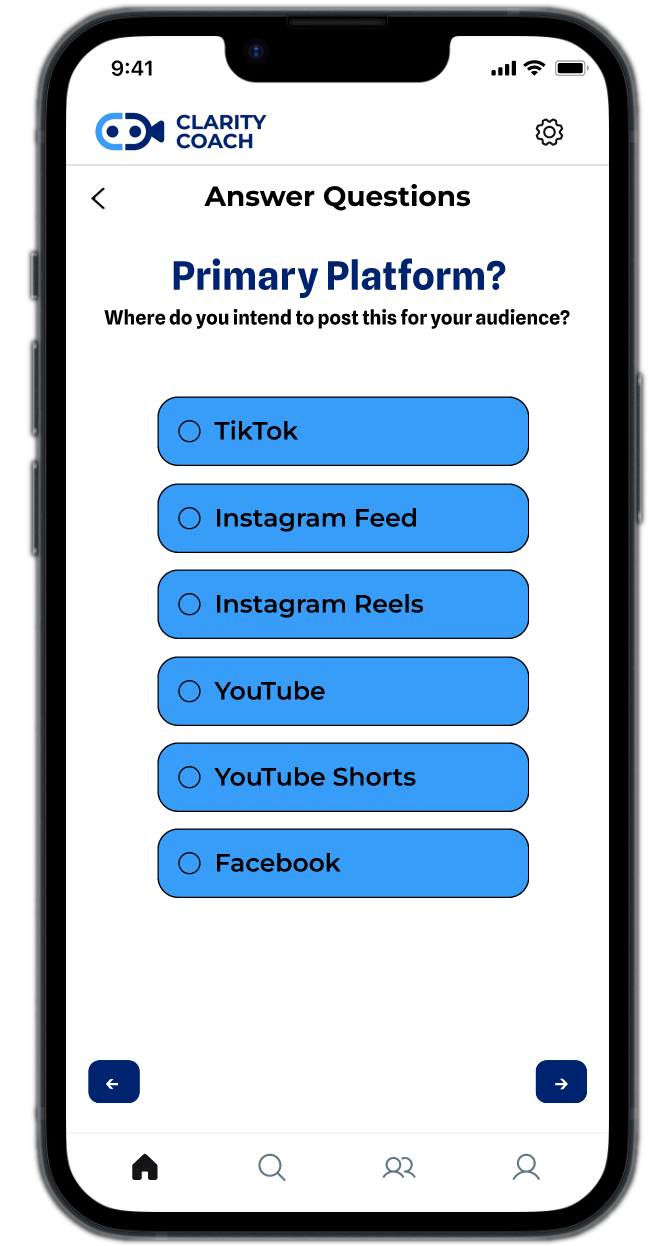 9:41
CLARITY
COACH
Answer Questions
Primary Platform?
Where do you intend to post this for your audience?
TikTok
Instagram Feed
Instagram Reels
YouTube
YouTube Shorts
Facebook